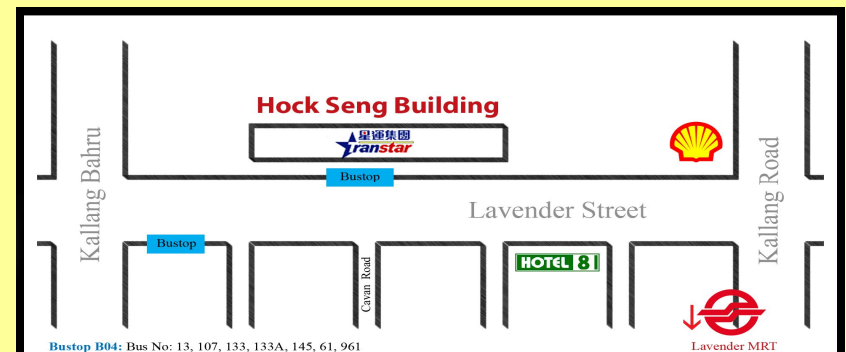 Hock Seng Building
星運集團
Transtar
Bustop
Kallang Bahru
Kallang Road
Lavender Street
Bustop
Cavan Road
HOTEL 81
Bustop B04: Bus No: 13, 107, 133, 133A, 145, 61, 961
Lavender MRT